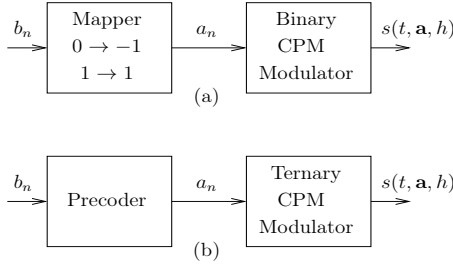 b_n
Mapper
0 → −1
1 → 1
a_n
Binary
CPM
Modulator
s(t, a, h)
(a)
b_n
Precoder
a_n
Ternary
CPM
Modulator
s(t, a, h)
(b)